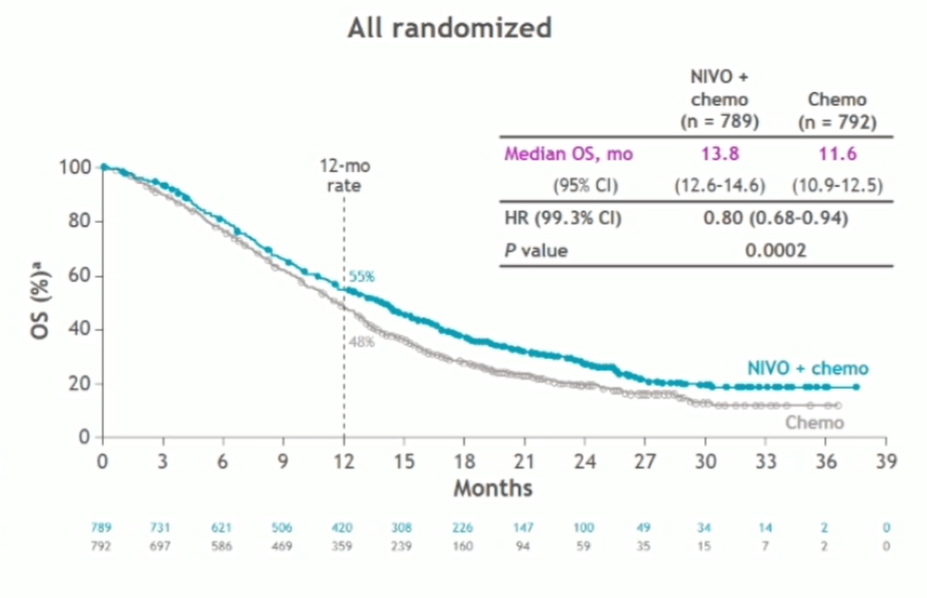 All randomized
NIVO +
chemo
(n = 789)
Chemo
(n = 792)
Median OS, mo 13.8 11.6
(95% CI) (12.6-14.6) (10.9-12.5)
HR (99.3% CI) 0.80 (0.68-0.94)
P value 0.0002
12-mo
rate
OS (%)ᵃ
100
80
60
40
20
0
55%
48%
NIVO + chemo
Chemo
0 3 6 9 12 15 18 21 24 27 30 33 36 39
Months
789 731 621 506 420 308 226 147 100 49 34 14 2 0
792 697 586 469 359 239 160 94 59 35 15 7 2 0